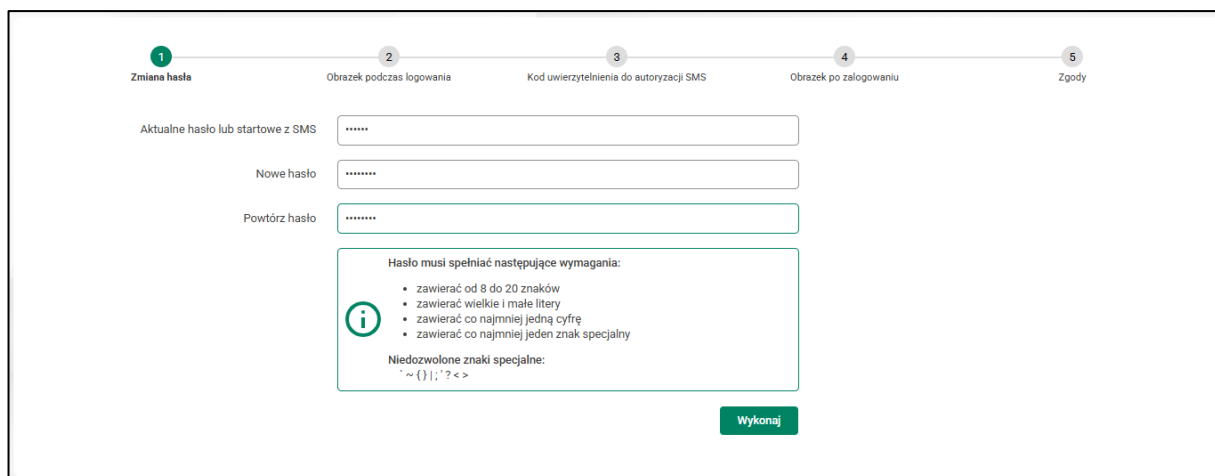 1 2 3 4 5
Zmiana hasła Obrazek podczas logowania Kod uwierzytelnienia do autoryzacji SMS Obrazek po zalogowaniu Zgody
Aktualne hasło lub startowe z SMS ••••••
Nowe hasło ••••••••
Powtórz hasło ••••••••
Hasło musi spełniać następujące wymagania:
• zawierać od 8 do 20 znaków
• zawierać wielkie i małe litery
• zawierać co najmniej jedną cyfrę
• zawierać co najmniej jeden znak specjalny
Niedozwolone znaki specjalne:
` ~ { } | ; ' ? < >
Wykonaj